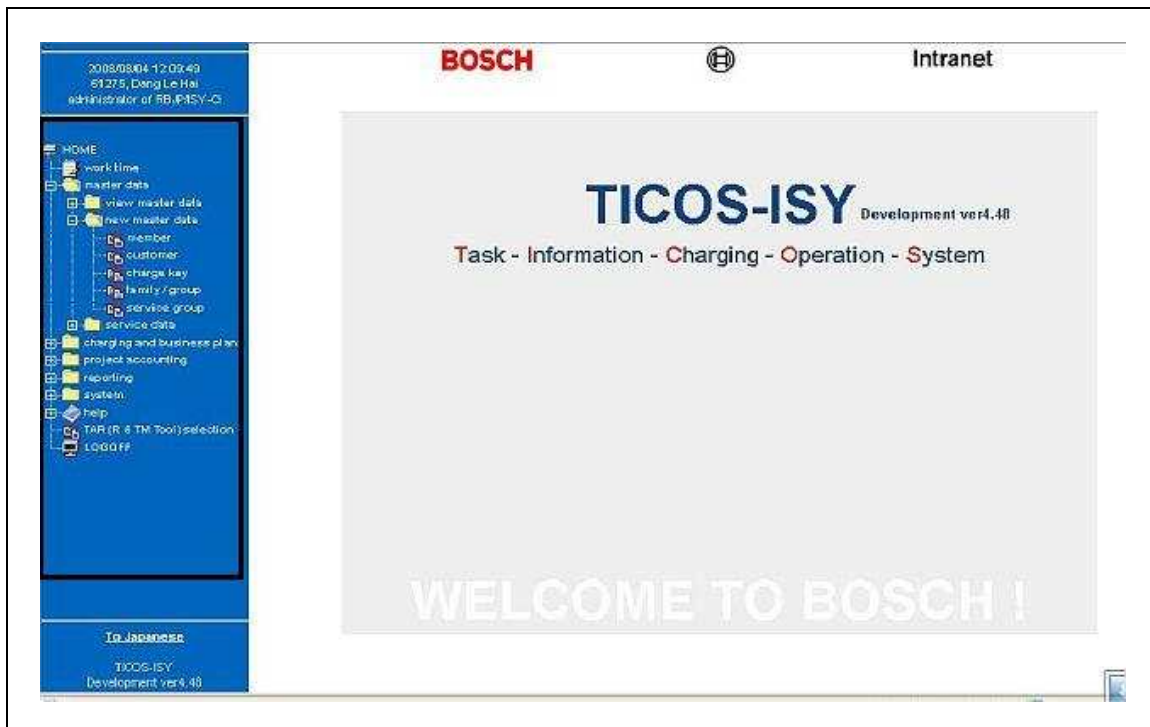 2008/08/04 12:09:49
61275, Dang Le Hai
administrator of RBJP/ISY-CI
HOME
work time
master data
view master data
new master data
member
customer
charge key
family / group
service group
service data
charging and business plan
project accounting
reporting
system
help
TAR (R & TM Tool) selection
LOGOFF
To Japanese
TICOS-ISY
Development ver4.48
BOSCH
Intranet
TICOS-ISY Development ver4.48
Task - Information - Charging - Operation - System
WELCOME TO BOSCH !